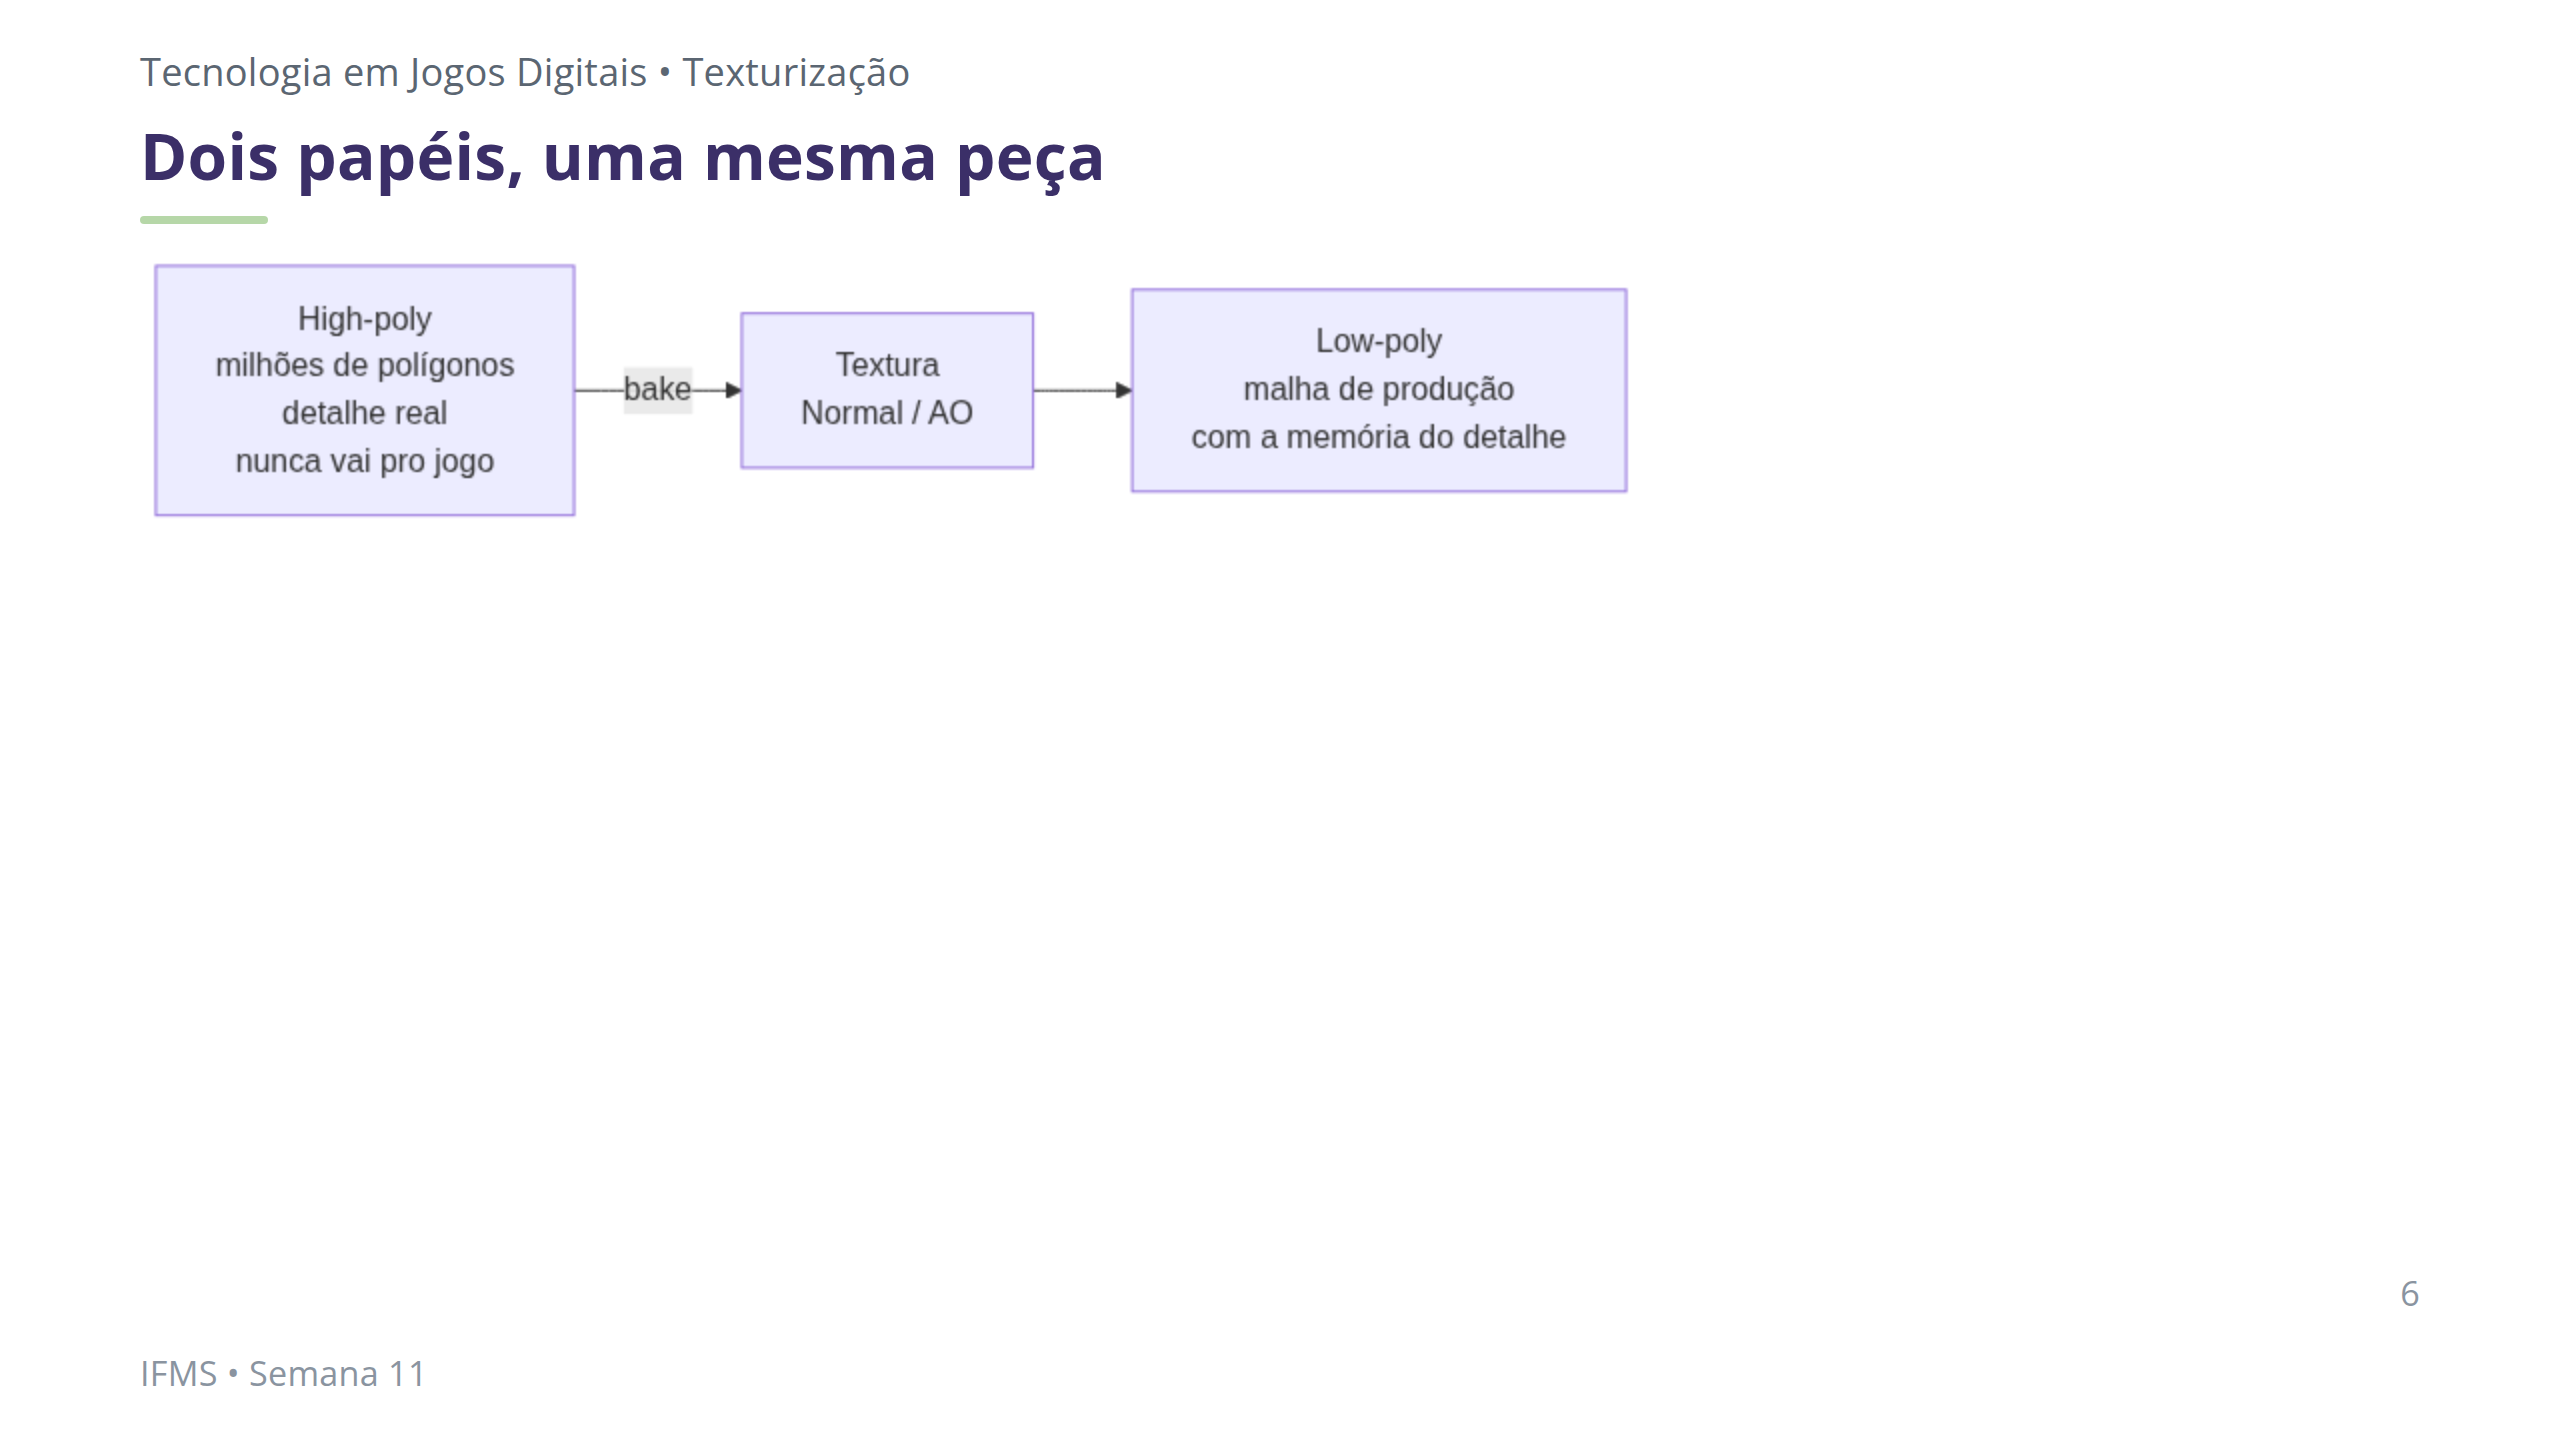 Tecnologia em Jogos Digitais • Texturização
Dois papéis, uma mesma peça
High-poly
milhões de polígonos
detalhe real
nunca vai pro jogo
bake
Textura
Normal / AO
Low-poly
malha de produção
com a memória do detalhe
6
IFMS • Semana 11